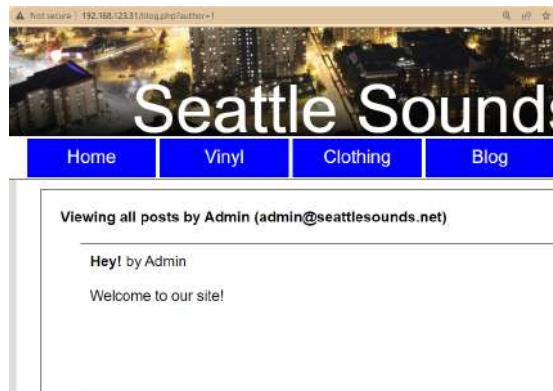 Not secure | 192.168.123.31/blog.php?author=1
Seattle Sounds
Home Vinyl Clothing Blog
Viewing all posts by Admin (admin@seattlesounds.net)
Hey! by Admin
Welcome to our site!